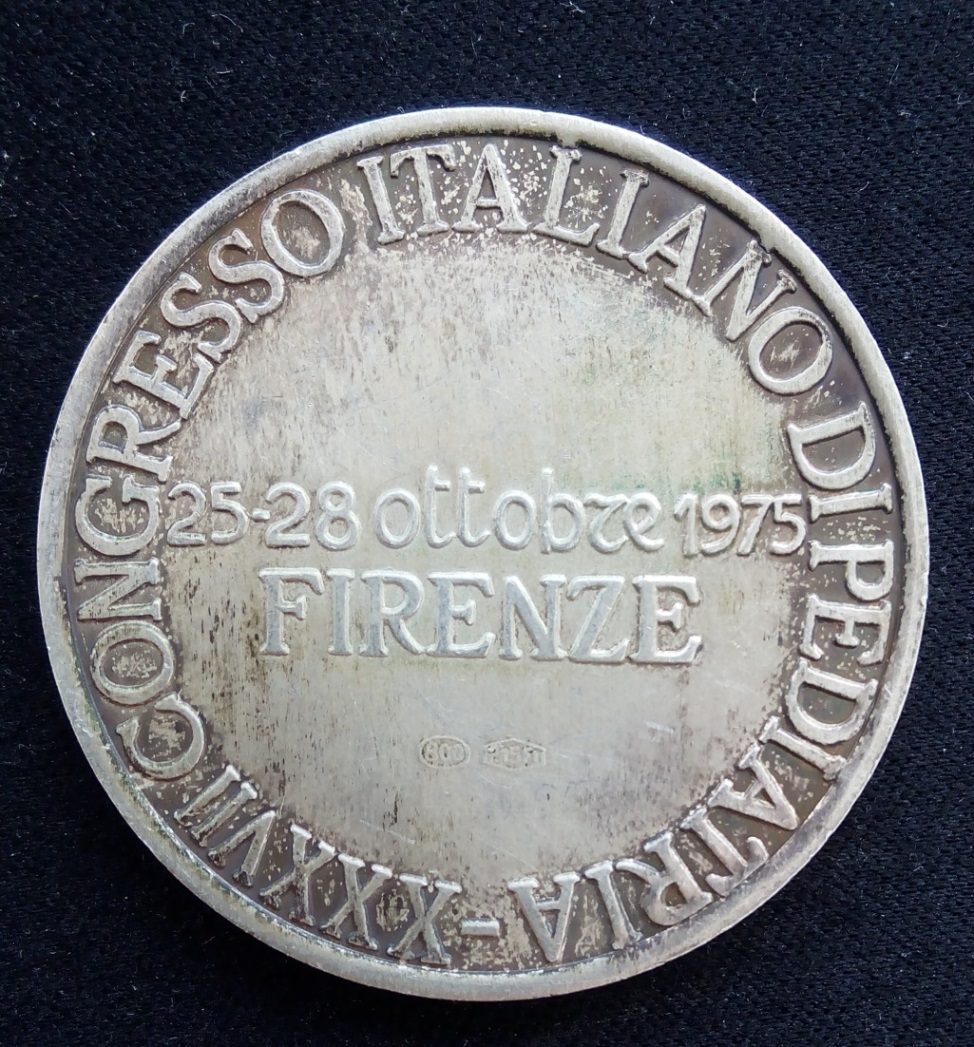 XXXVII CONGRESSO ITALIANO DI PEDIATRIA -
25-28 ottobre 1975
FIRENZE